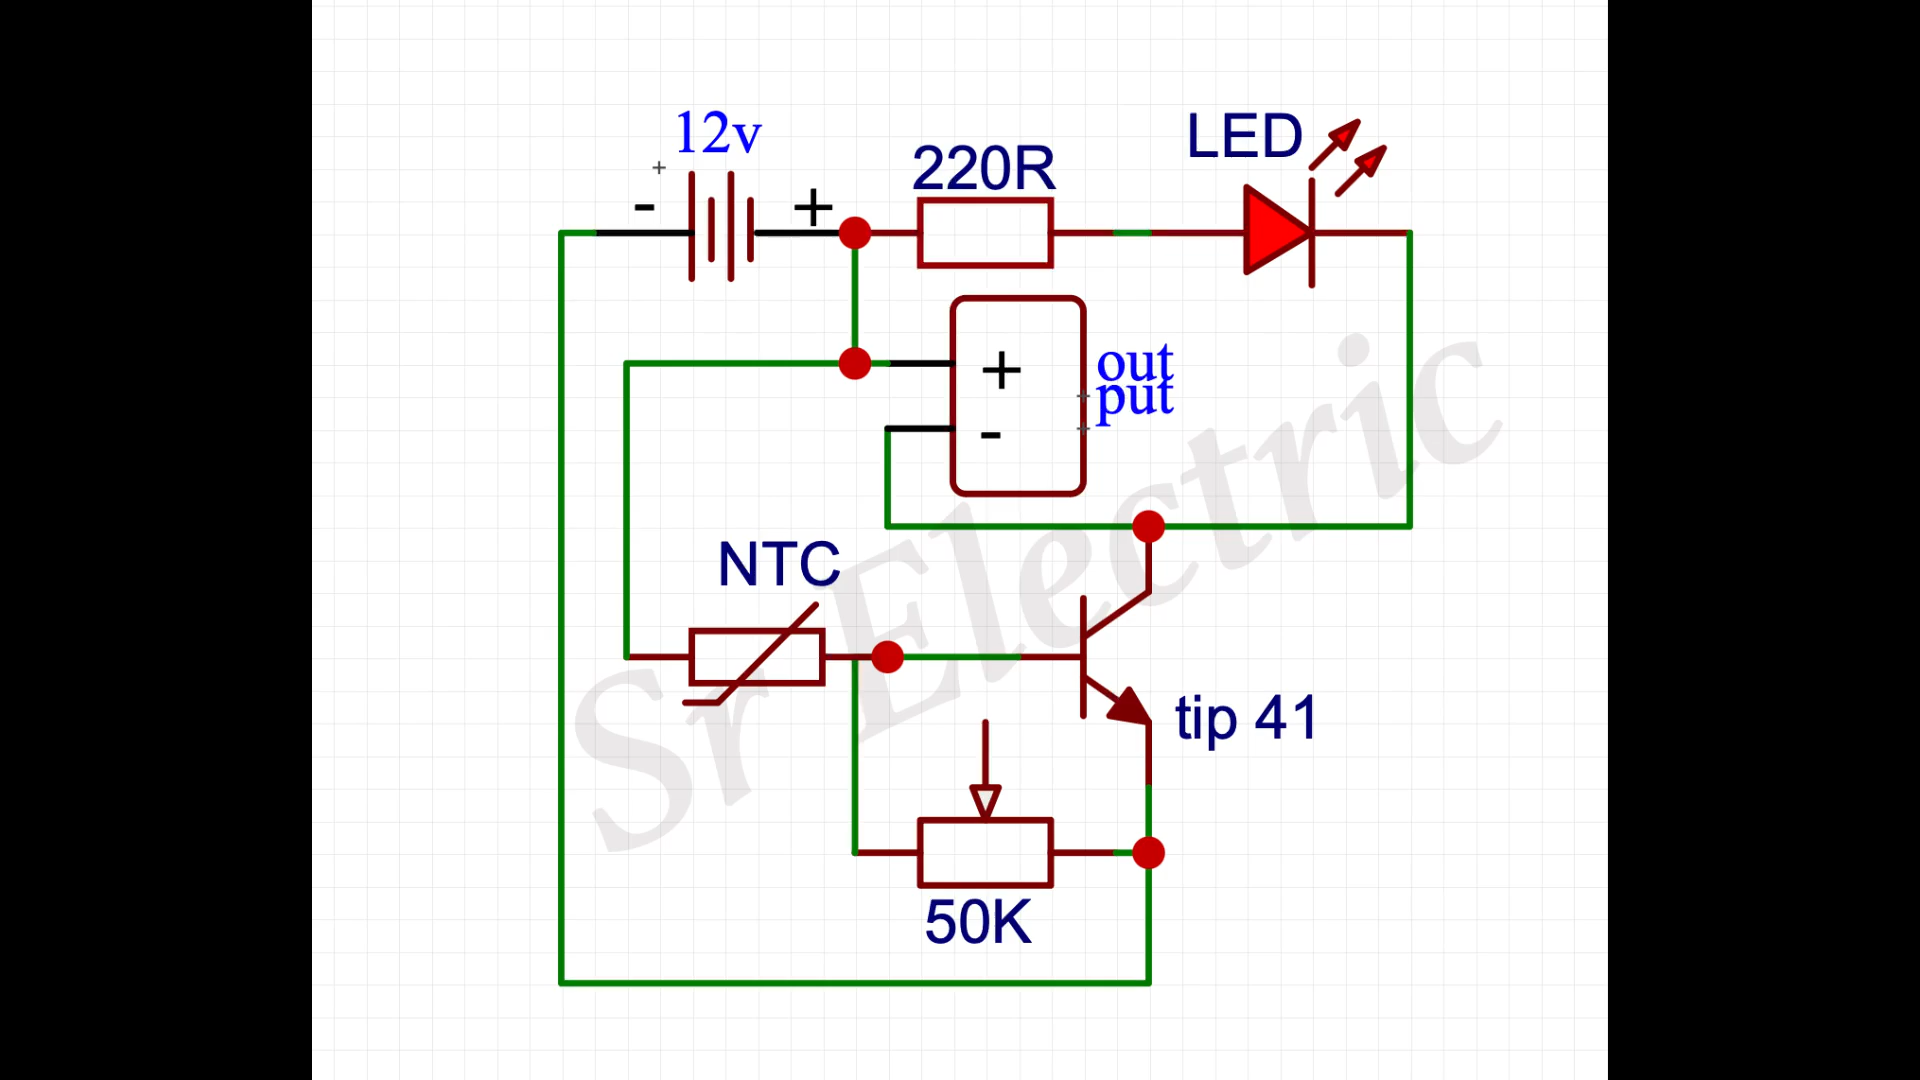 12v
- +
220R
LED
+
-
out
put
NTC
tip 41
50K
Sr Electric